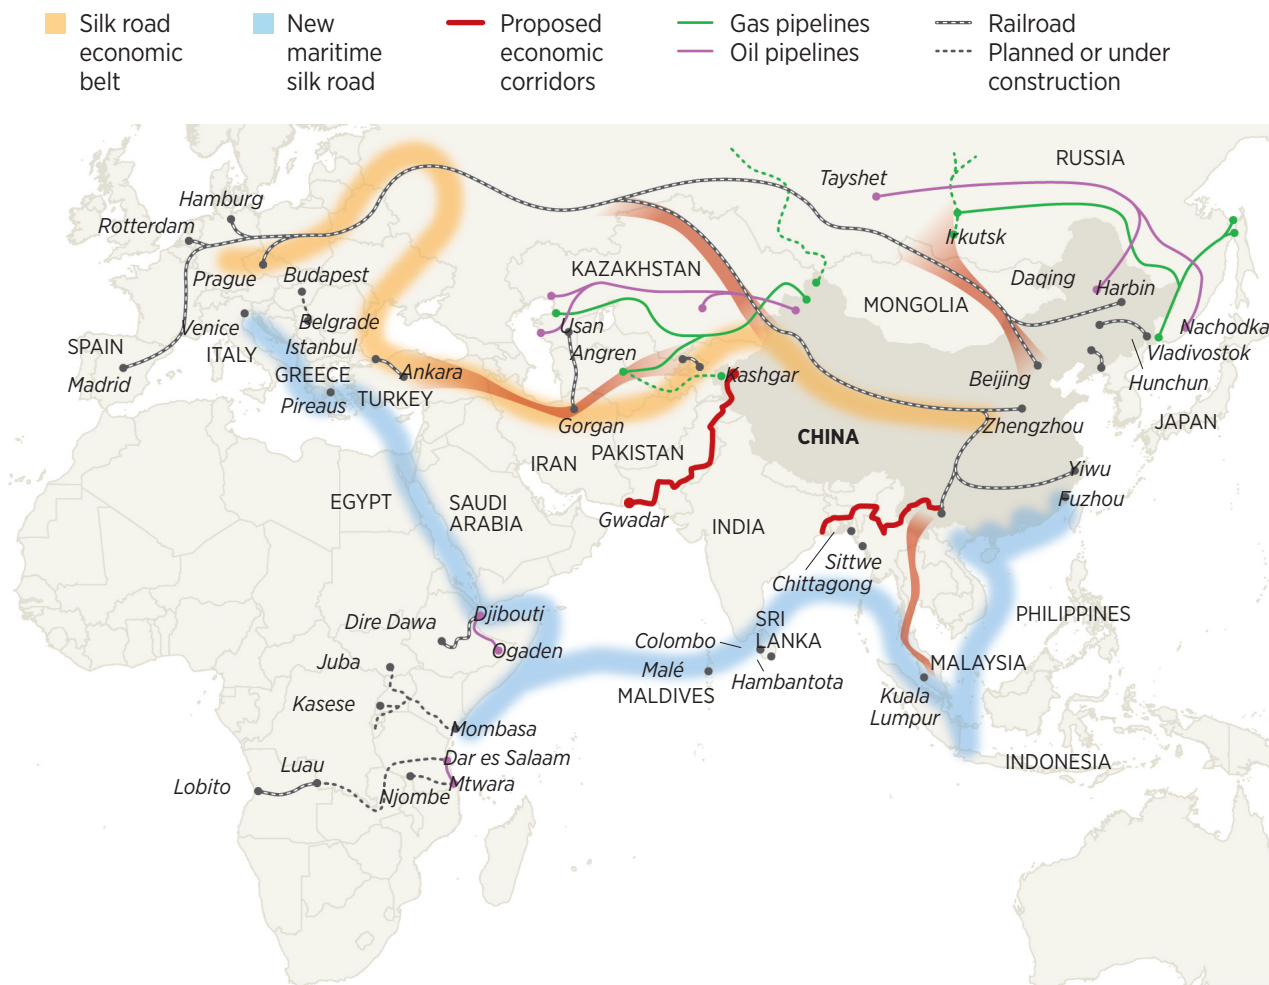 Silk road
economic
belt
New
maritime
silk road
Proposed
economic
corridors
Gas pipelines
Oil pipelines
Railroad
Planned or under
construction
RUSSIA
Tayshet
Hamburg
Rotterdam
Irkutsk
KAZAKHSTAN
Prague
Budapest
Daqing
Harbin
MONGOLIA
Venice
Belgrade
Usan
Nachodka
SPAIN
ITALY
Istanbul
Angren
Vladivostok
Madrid
GREECE
Ankara
Kashgar
Beijing
Hunchun
Pireaus
TURKEY
Gorgan
Zhengzhou
JAPAN
CHINA
IRAN
PAKISTAN
Yiwu
EGYPT
SAUDI
ARABIA
Gwadar
INDIA
Fuzhou
Sittwe
Chittagong
Djibouti
Dire Dawa
SRI
LANKA
PHILIPPINES
Ogaden
Colombo
Juba
Malé
MALDIVES
Hambantota
MALAYSIA
Kasese
Kuala
Lumpur
Mombasa
Dar es Salaam
INDONESIA
Luau
Lobito
Njombe
Mtwara